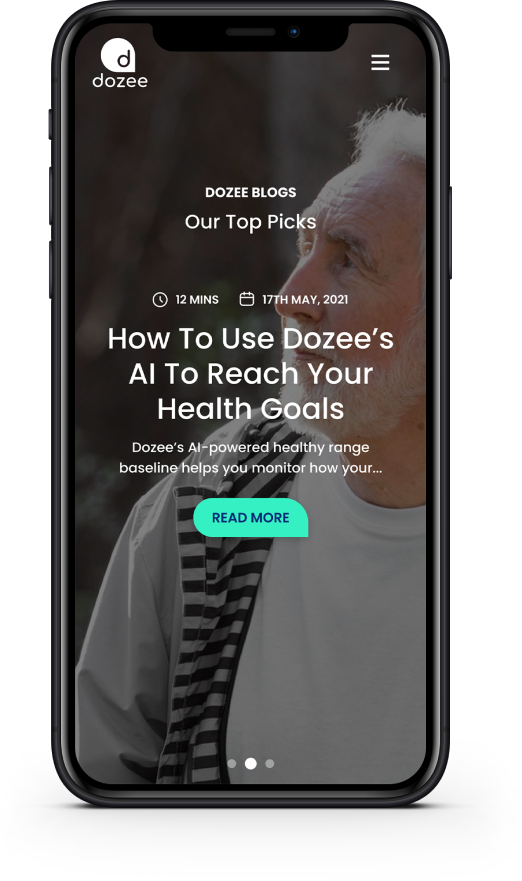 dozee
DOZEE BLOGS
Our Top Picks
12 MINS 17TH MAY, 2021
How To Use Dozee’s
AI To Reach Your
Health Goals
Dozee’s AI-powered healthy range
baseline helps you monitor how your...
READ MORE